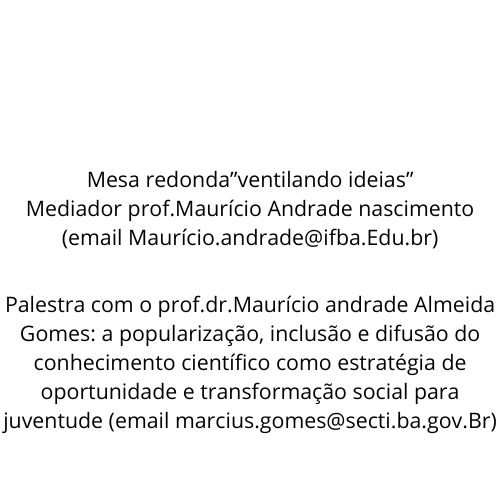 Mesa redonda”ventilando ideias”
Mediador prof.Maurício Andrade nascimento
(email Maurício.andrade@ifba.Edu.br)
Palestra com o prof.dr.Maurício andrade Almeida
Gomes: a popularização, inclusão e difusão do
conhecimento científico como estratégia de
oportunidade e transformação social para
juventude (email marcius.gomes@secti.ba.gov.Br)